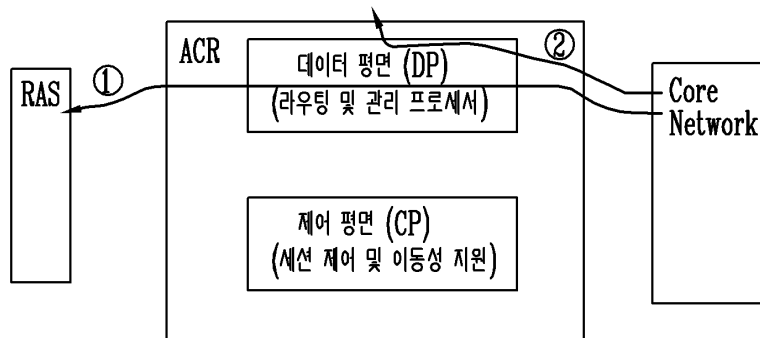 ②
ACR
데이터 평면 (DP)
(라우팅 및 관리 프로세서)
RAS
①
Core
Network
제어 평면 (CP)
(세션 제어 및 이동성 지원)